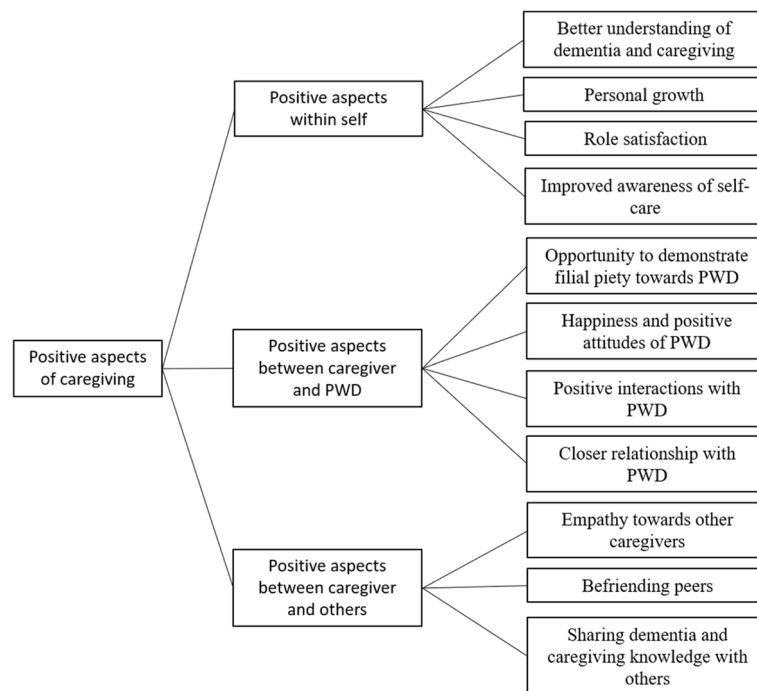 Positive aspects
of caregiving
Positive aspects
within self
Better understanding of
dementia and caregiving
Personal growth
Role satisfaction
Improved awareness of self-
care
Positive aspects
between caregiver
and PWD
Opportunity to demonstrate
filial piety towards PWD
Happiness and positive
attitudes of PWD
Positive interactions with
PWD
Closer relationship with
PWD
Positive aspects
between caregiver
and others
Empathy towards other
caregivers
Befriending peers
Sharing dementia and
caregiving knowledge with
others